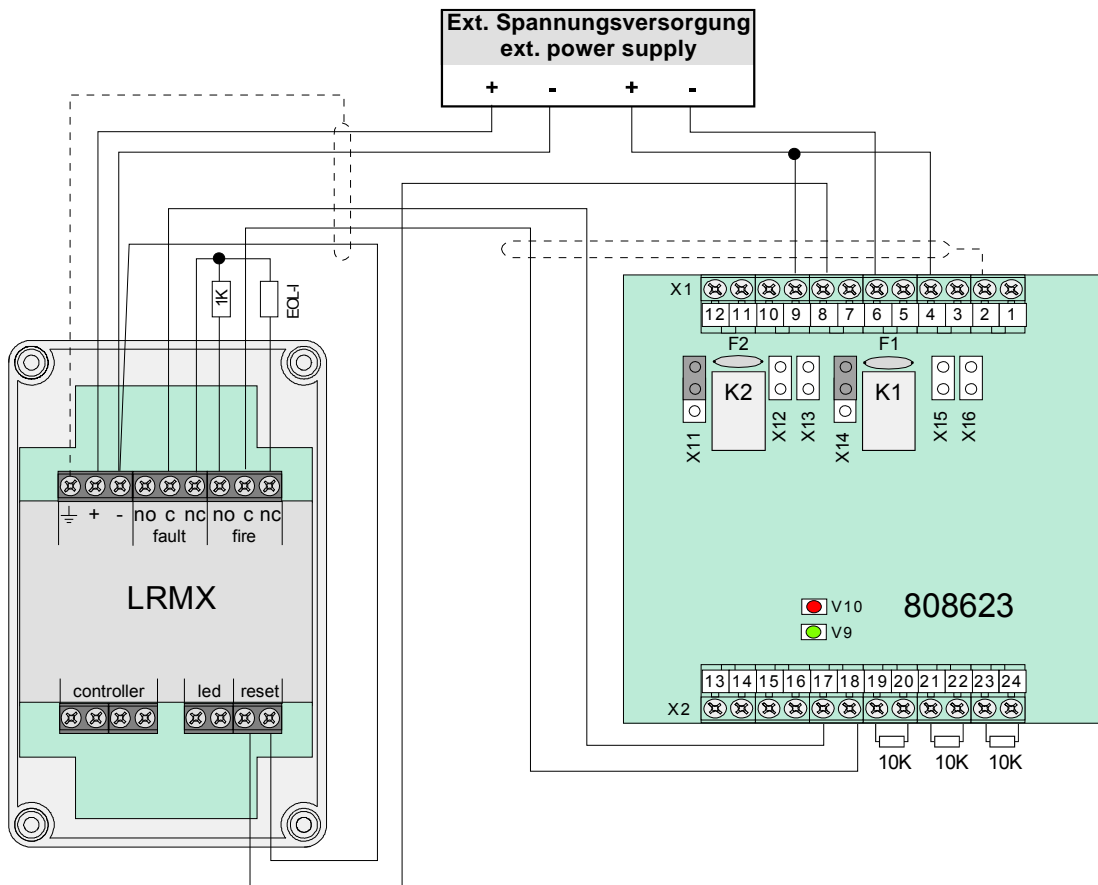 Ext. Spannungsversorgung
ext. power supply
+ - + -
1K
EOL-I
X1
12 11 10 9 8 7 6 5 4 3 2 1
F2 F1
K2 K1
X11 X12 X13 X14 X15 X16
+ - no c nc no c nc
fault fire
LRMX
controller led reset
V10
V9
808623
13 14 15 16 17 18 19 20 21 22 23 24
X2
10K 10K 10K